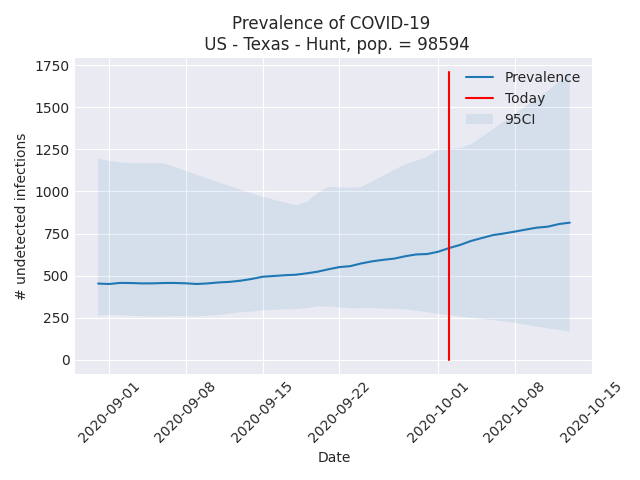 Prevalence of COVID-19
US - Texas - Hunt, pop. = 98594
Prevalence
Today
95CI
# undetected infections
1750
1500
1250
1000
750
500
250
0
2020-09-01
2020-09-08
2020-09-15
2020-09-22
2020-10-01
2020-10-08
2020-10-15
Date